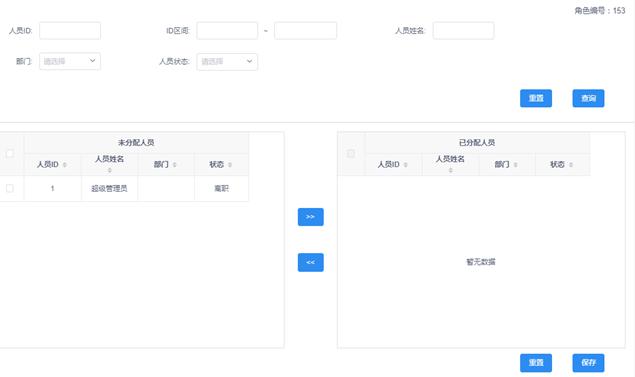 角色编号：153
人员ID: ID区间: ~ 人员姓名:
部门: 请选择 人员状态: 请选择
重置 查询
未分配人员 已分配人员
人员ID 人员姓名 部门 状态 人员ID 人员姓名 部门 状态
1 超级管理员 离职
>>
<<
暂无数据
重置 保存